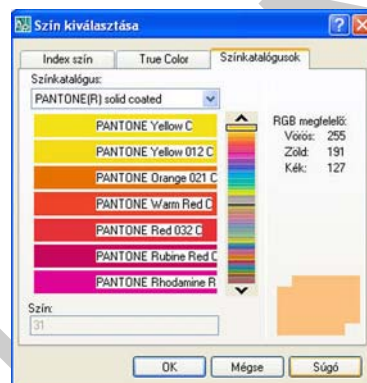 Szín kiválasztása
Index szín True Color Színkatalógusok
Színkatalógus:
PANTONE(R) solid coated
PANTONE Yellow C
PANTONE Yellow 012 C
PANTONE Orange 021 C
PANTONE Warm Red C
PANTONE Red 032 C
PANTONE Rubine Red C
PANTONE Rhodamine R
RGB megfelelő:
Vörös: 255
Zöld: 191
Kék: 127
Szín:
31
OK Mégse Súgó